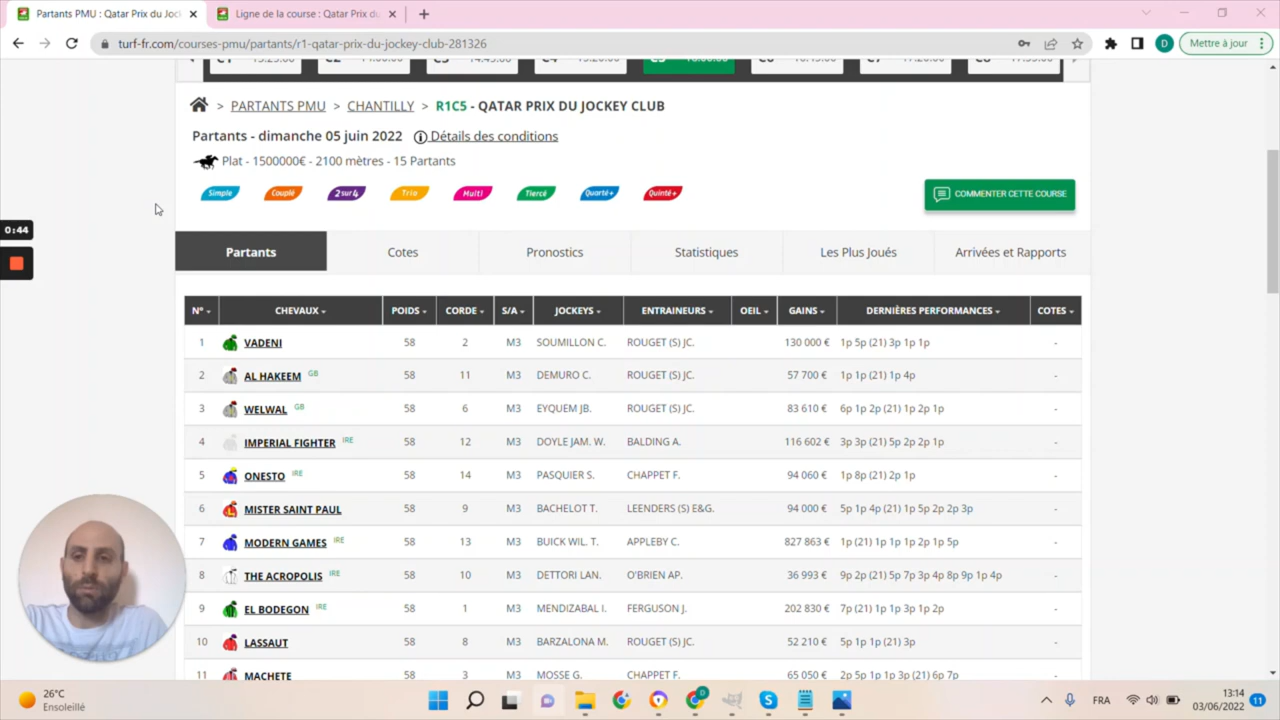 Partants PMU : Qatar Prix du Jock
Ligne de la course : Qatar Prix du
turf-fr.com/courses-pmu/partants/r1-qatar-prix-du-jockey-club-281326
D
Mettre à jour
> PARTANTS PMU > CHANTILLY > R1C5 - QATAR PRIX DU JOCKEY CLUB
Partants - dimanche 05 juin 2022 Détails des conditions
Plat - 1500000€ - 2100 mètres - 15 Partants
Simple Couplé 2sur4 Trio Multi Tiercé Quarté+ Quinté+
COMMENTER CETTE COURSE
0:44
Partants Cotes Pronostics Statistiques Les Plus Joués Arrivées et Rapports
N° CHEVAUX POIDS CORDE S/A JOCKEYS ENTRAINEURS OEIL GAINS DERNIÈRES PERFORMANCES COTES
1 VADENI 58 2 M3 SOUMILLON C. ROUGET (S) JC. 130 000 € 1p 5p (21) 3p 1p 1p -
2 AL HAKEEM GB 58 11 M3 DEMURO C. ROUGET (S) JC. 57 700 € 1p 1p (21) 1p 4p -
3 WELWAL GB 58 6 M3 EYQUEM JB. ROUGET (S) JC. 83 610 € 6p 1p 2p (21) 1p 2p 1p -
4 IMPERIAL FIGHTER IRE 58 12 M3 DOYLE JAM. W. BALDING A. 116 602 € 3p 3p (21) 5p 2p 2p 1p -
5 ONESTO IRE 58 14 M3 PASQUIER S. CHAPPET F. 94 060 € 1p 8p (21) 2p 1p -
6 MISTER SAINT PAUL 58 9 M3 BACHELOT T. LEENDERS (S) E&G. 94 000 € 5p 1p 4p (21) 1p 5p 2p 2p 3p -
7 MODERN GAMES IRE 58 13 M3 BUICK WIL. T. APPLEBY C. 827 863 € 1p (21) 1p 1p 2p 1p 5p -
8 THE ACROPOLIS IRE 58 10 M3 DETTORI LAN. O'BRIEN AP. 36 993 € 9p 2p (21) 5p 7p 3p 4p 8p 9p 1p 4p -
9 EL BODEGON IRE 58 1 M3 MENDIZABAL I. FERGUSON J. 202 830 € 7p (21) 1p 1p 3p 1p 2p -
10 LASSAUT 58 8 M3 BARZALONA M. ROUGET (S) JC. 52 210 € 5p 1p 1p (21) 3p -
11 MACHETE 58 3 M3 MOSSE G. CHAPPET F. 65 050 € 2p 5p 1p 1p 3p (21) 6p 7p -
26°C
Ensoleillé
D
FRA
13:14
03/06/2022
11